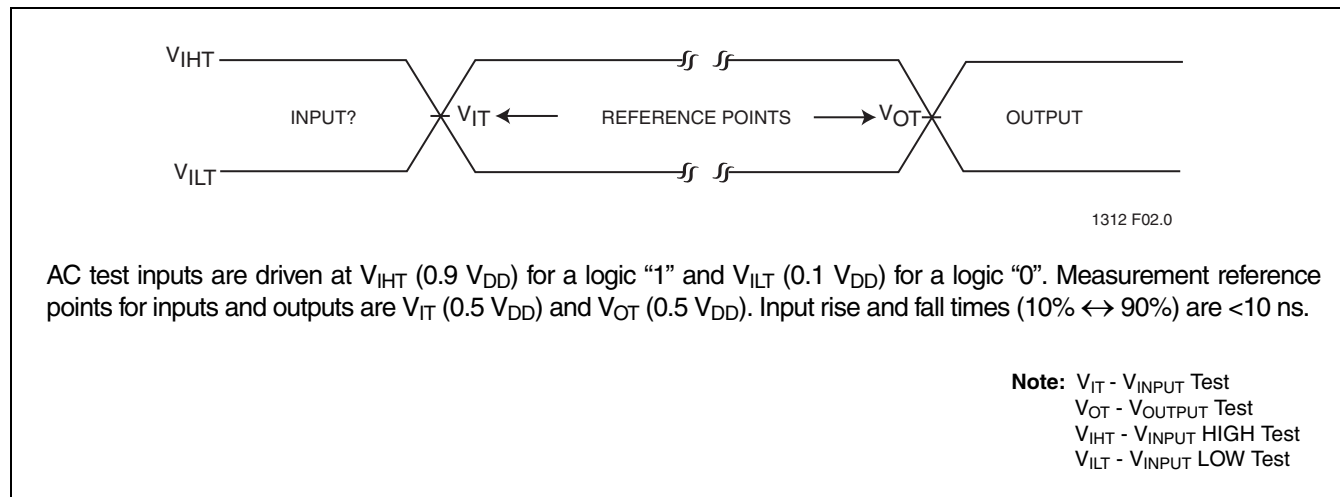 VIHT
INPUT? VIT REFERENCE POINTS VOT OUTPUT
VILT
1312 F02.0
AC test inputs are driven at VIHT (0.9 VDD) for a logic “1” and VILT (0.1 VDD) for a logic “0”. Measurement reference
points for inputs and outputs are VIT (0.5 VDD) and VOT (0.5 VDD). Input rise and fall times (10% ↔ 90%) are <10 ns.
Note: VIT - VINPUT Test
VOT - VOUTPUT Test
VIHT - VINPUT HIGH Test
VILT - VINPUT LOW Test